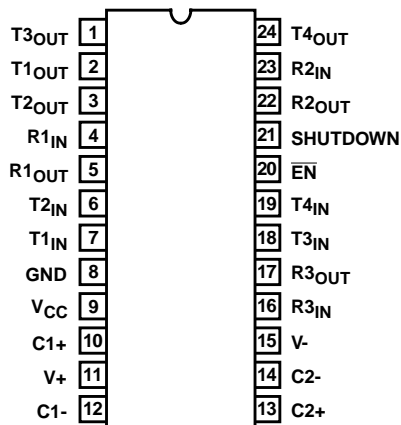 T3OUT 1 24 T4OUT
T1OUT 2 23 R2IN
T2OUT 3 22 R2OUT
R1IN 4 21 SHUTDOWN
R1OUT 5 20 E̅N̅
T2IN 6 19 T4IN
T1IN 7 18 T3IN
GND 8 17 R3OUT
VCC 9 16 R3IN
C1+ 10 15 V-
V+ 11 14 C2-
C1- 12 13 C2+